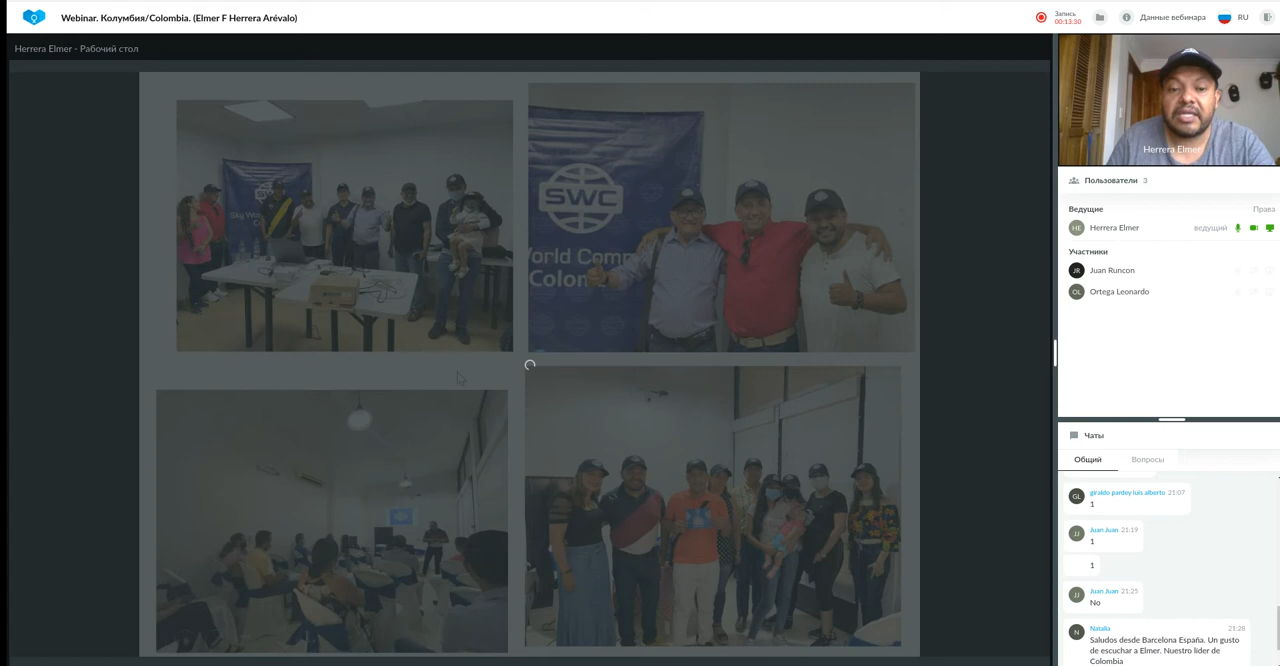 Webinar. Колумбия/Colombia. (Elmer F Herrera Arévalo)
Запись
00:13:30
Данные вебинара
RU
Herrera Elmer - Рабочий стол
SWC
World Com
Colom
Sky Wo
Herrera Elmer
Пользователи 3
Ведущие
Права
HE Herrera Elmer ведущий
Участники
JR Juan Runcon
OL Ortega Leonardo
Чаты
Общий
Вопросы
GL giraldo pardey luis alberto 21:07
1
JJ Juan Juan 21:19
1
1
JJ Juan Juan 21:25
No
N Natalia 21:28
Saludos desde Barcelona España. Un gusto
de escuchar a Elmer. Nuestro líder de
Colombia